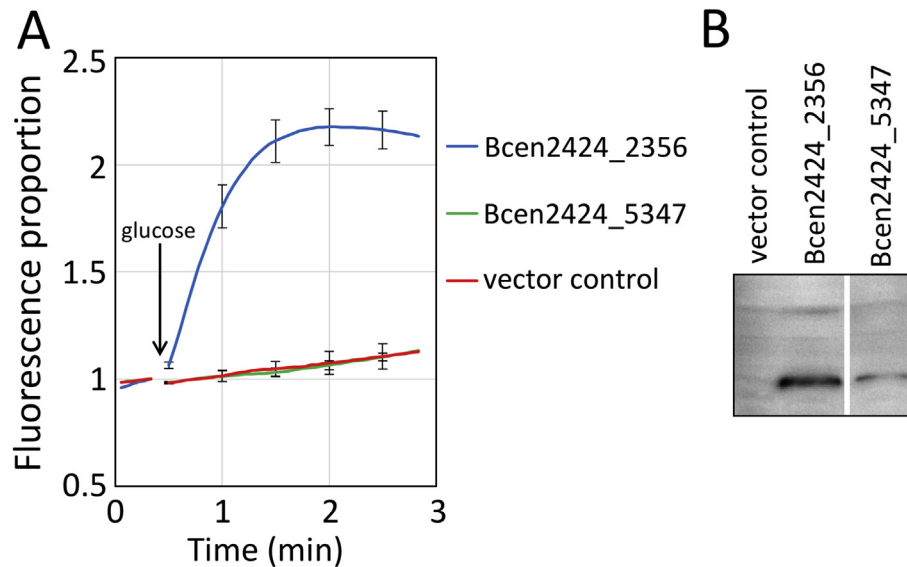 A
Fluorescence proportion
2.5
2
1.5
1
0.5
0
1
2
3
Time (min)
glucose
Bcen2424_2356
Bcen2424_5347
vector control
B
vector control
Bcen2424_2356
Bcen2424_5347